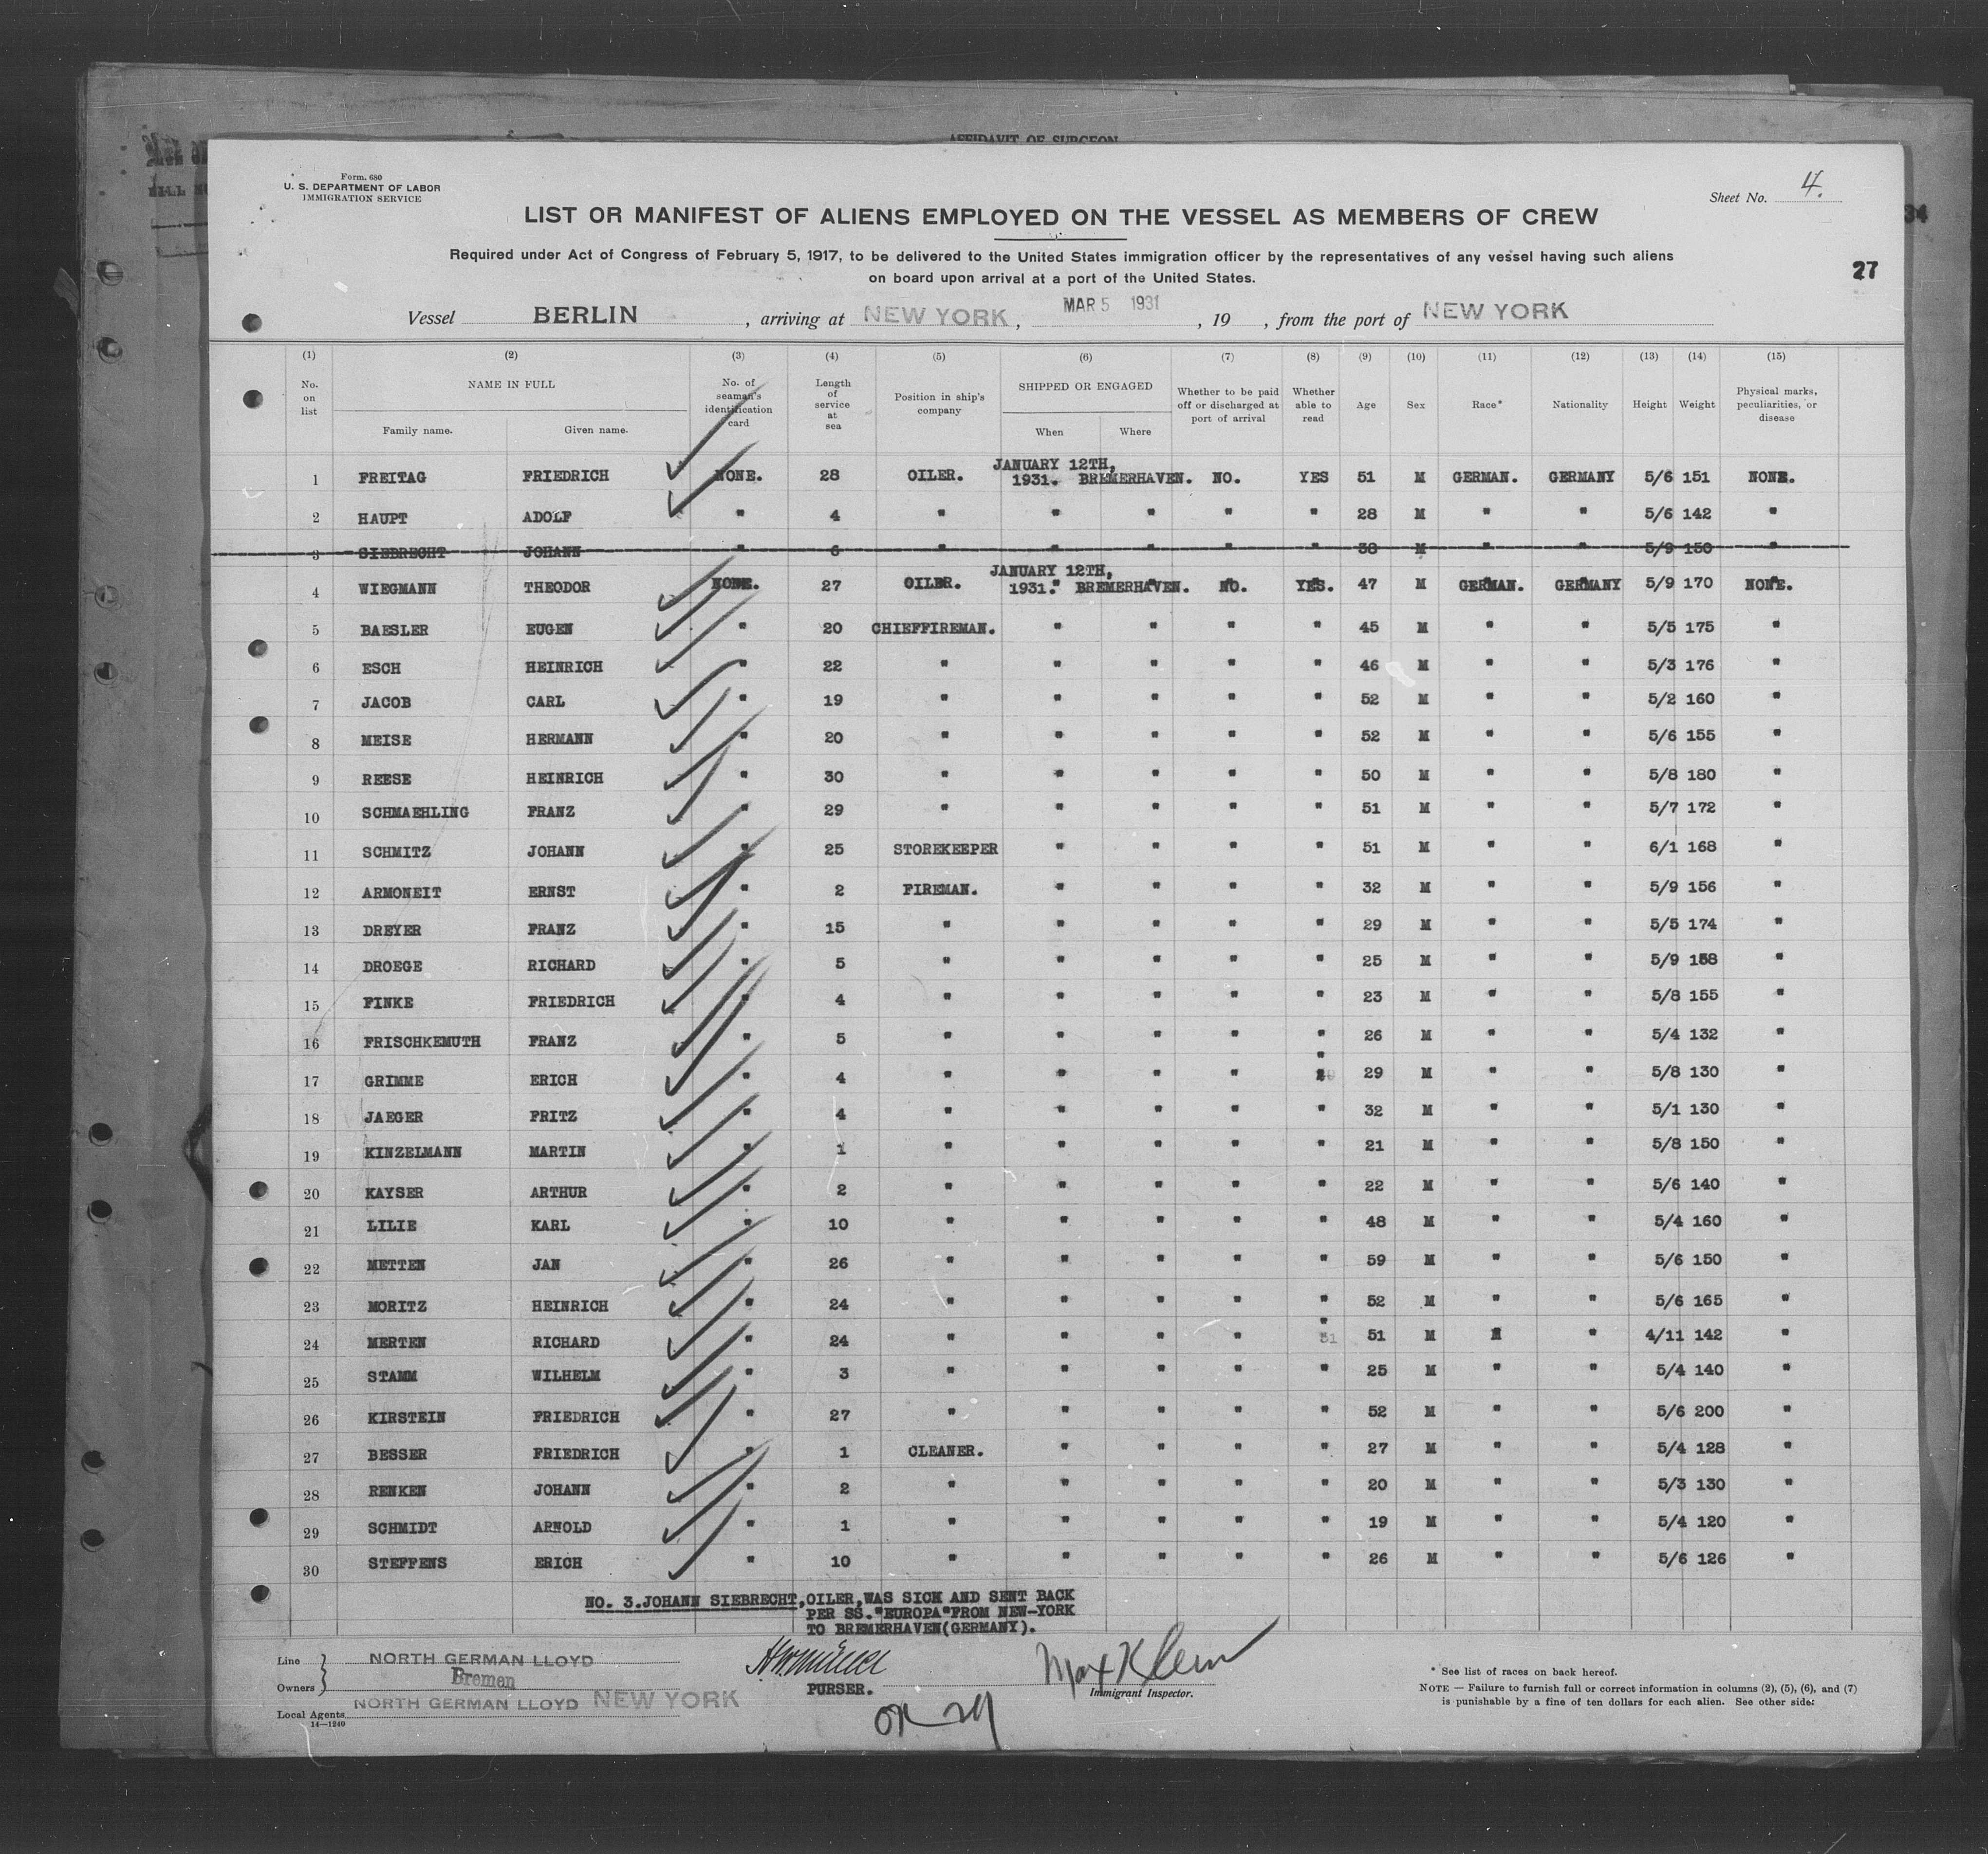 AFFIDAVIT OF SURGEON
Form. 680
U. S. DEPARTMENT OF LABOR
IMMIGRATION SERVICE
Sheet No. 4.
LIST OR MANIFEST OF ALIENS EMPLOYED ON THE VESSEL AS MEMBERS OF CREW
Required under Act of Congress of February 5, 1917, to be delivered to the United States immigration officer by the representatives of any vessel having such aliens
on board upon arrival at a port of the United States.
27
34
Vessel BERLIN, arriving at NEW YORK, MAR 5 1931, 19 , from the port of NEW YORK
(1) (2) (3) (4) (5) (6) (7) (8) (9) (10) (11) (12) (13) (14) (15)
No. on list NAME IN FULL Family name. Given name. No. of seaman's identification card Length of service at sea Position in ship's company SHIPPED OR ENGAGED When Where Whether to be paid off or discharged at port of arrival Whether able to read Age Sex Race* Nationality Height Weight Physical marks, peculiarities, or disease
1 FREITAG FRIEDRICH NONE. 28 OILER. JANUARY 12TH, 1931. BREMERHAVEN. NO. YES 51 M GERMAN. GERMANY 5/6 151 NONE.
2 HAUPT ADOLF " 4 " " " " " 28 M " " 5/6 142 "
3 SIEBRECHT JOHANN " 6 " " " " " 38 M " " 5/9 150 "
4 WIEGMANN THEODOR NONE. 27 OILER. JANUARY 12TH, 1931. BREMERHAVEN. NO. YES. 47 M GERMAN. GERMANY 5/9 170 NONE.
5 BAESLER EUGEN " 20 CHIEFFIREMAN. " " " " 45 M " " 5/5 175 "
6 ESCH HEINRICH " 22 " " " " " 46 M " " 5/3 176 "
7 JACOB CARL " 19 " " " " " 52 M " " 5/2 160 "
8 MEISE HERMANN " 20 " " " " " 52 M " " 5/6 155 "
9 REESE HEINRICH " 30 " " " " " 50 M " " 5/8 180 "
10 SCHMAEHLING FRANZ " 29 " " " " " 51 M " " 5/7 172 "
11 SCHMITZ JOHANN " 25 STOREKEEPER " " " " 51 M " " 6/1 168 "
12 ARMONEIT ERNST " 2 FIREMAN. " " " " 32 M " " 5/9 156 "
13 DREYER FRANZ " 15 " " " " " 29 M " " 5/5 174 "
14 DROEGE RICHARD " 5 " " " " " 25 M " " 5/9 158 "
15 FINKE FRIEDRICH " 4 " " " " " 23 M " " 5/8 155 "
16 FRISCHKEMUTH FRANZ " 5 " " " " " 26 M " " 5/4 132 "
17 GRIMME ERICH " 4 " " " " " 29 M " " 5/8 130 "
18 JAEGER FRITZ " 4 " " " " " 32 M " " 5/1 130 "
19 KINZELMANN MARTIN " 1 " " " " " 21 M " " 5/8 150 "
20 KAYSER ARTHUR " 2 " " " " " 22 M " " 5/6 140 "
21 LILIE KARL " 10 " " " " " 48 M " " 5/4 160 "
22 METTEN JAN " 26 " " " " " 59 M " " 5/6 150 "
23 MORITZ HEINRICH " 24 " " " " " 52 M " " 5/6 165 "
24 MERTEN RICHARD " 24 " " " " " 51 M " " 4/11 142 "
25 STAMM WILHELM " 3 " " " " " 25 M " " 5/4 140 "
26 KIRSTEIN FRIEDRICH " 27 " " " " " 52 M " " 5/6 200 "
27 BESSER FRIEDRICH " 1 CLEANER. " " " " 27 M " " 5/4 128 "
28 RENKEN JOHANN " 2 " " " " " 20 M " " 5/3 130 "
29 SCHMIDT ARNOLD " 1 " " " " " 19 M " " 5/4 120 "
30 STEFFENS ERICH " 10 " " " " " 26 M " " 5/6 126 "
NO. 3.JOHANN SIEBRECHT,OILER,WAS SICK AND SENT BACK
PER SS."EUROPA"FROM NEW-YORK
TO BREMERHAVEN(GERMANY).
Line NORTH GERMAN LLOYD
Owners Bremen
Local Agents NORTH GERMAN LLOYD NEW YORK
14—1240
PURSER.
Max Klein
Immigrant Inspector.
OK
* See list of races on back hereof.
NOTE — Failure to furnish full or correct information in columns (2), (5), (6), and (7)
is punishable by a fine of ten dollars for each alien. See other side.